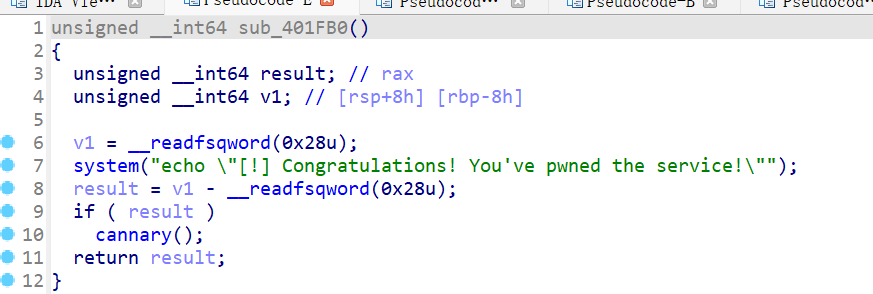 IDA Vie…
Pseudocode-E
Pseudocod…
Pseudocode-B
Pseudocod…
1 unsigned __int64 sub_401FB0()
2 {
3 unsigned __int64 result; // rax
4 unsigned __int64 v1; // [rsp+8h] [rbp-8h]
5
6 v1 = __readfsqword(0x28u);
7 system("echo \"[!] Congratulations! You've pwned the service!\"");
8 result = v1 - __readfsqword(0x28u);
9 if ( result )
10 cannary();
11 return result;
12 }